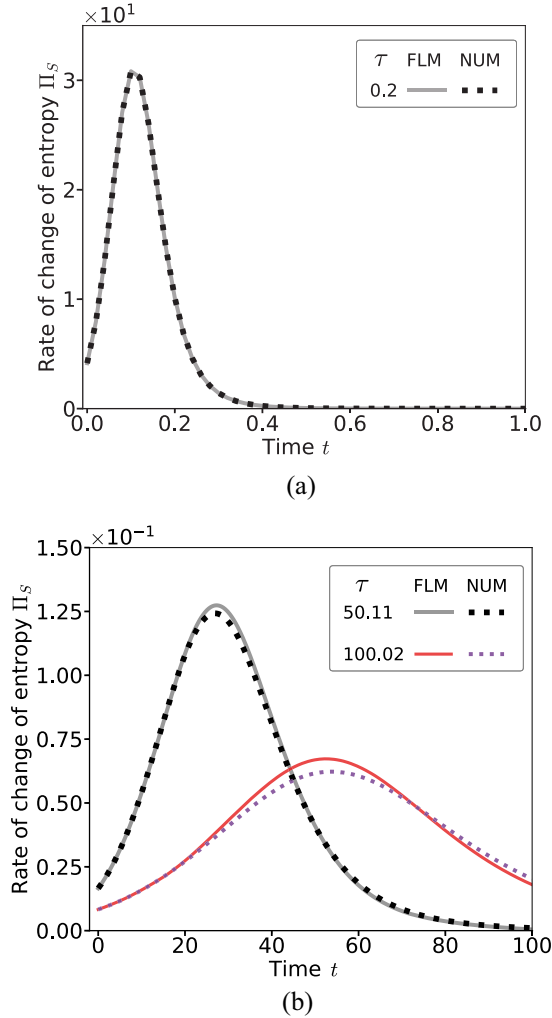 ×10¹
Rate of change of entropy Π_S
3
2
1
0
τ FLM NUM
0.2
0.0 0.2 0.4 0.6 0.8 1.0
Time t
(a)
×10⁻¹
Rate of change of entropy Π_S
1.50
1.25
1.00
0.75
0.50
0.25
0.00
τ FLM NUM
50.11
100.02
0 20 40 60 80 100
Time t
(b)